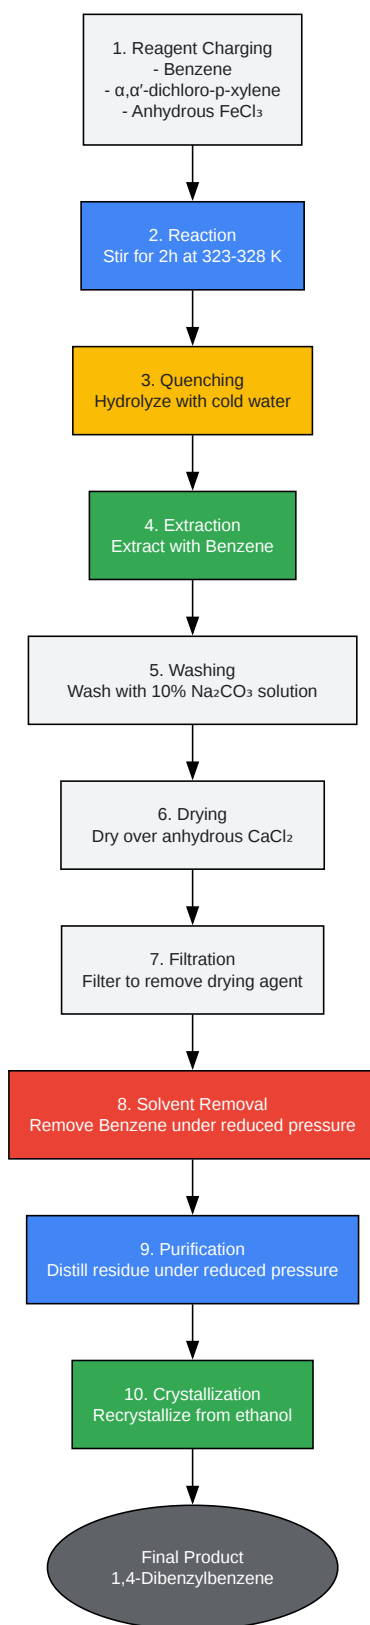 1. Reagent Charging
- Benzene
- α,α′-dichloro-p-xylene
- Anhydrous FeCl₃
2. Reaction
Stir for 2h at 323-328 K
3. Quenching
Hydrolyze with cold water
4. Extraction
Extract with Benzene
5. Washing
Wash with 10% Na₂CO₃ solution
6. Drying
Dry over anhydrous CaCl₂
7. Filtration
Filter to remove drying agent
8. Solvent Removal
Remove Benzene under reduced pressure
9. Purification
Distill residue under reduced pressure
10. Crystallization
Recrystallize from ethanol
Final Product
1,4-Dibenzylbenzene